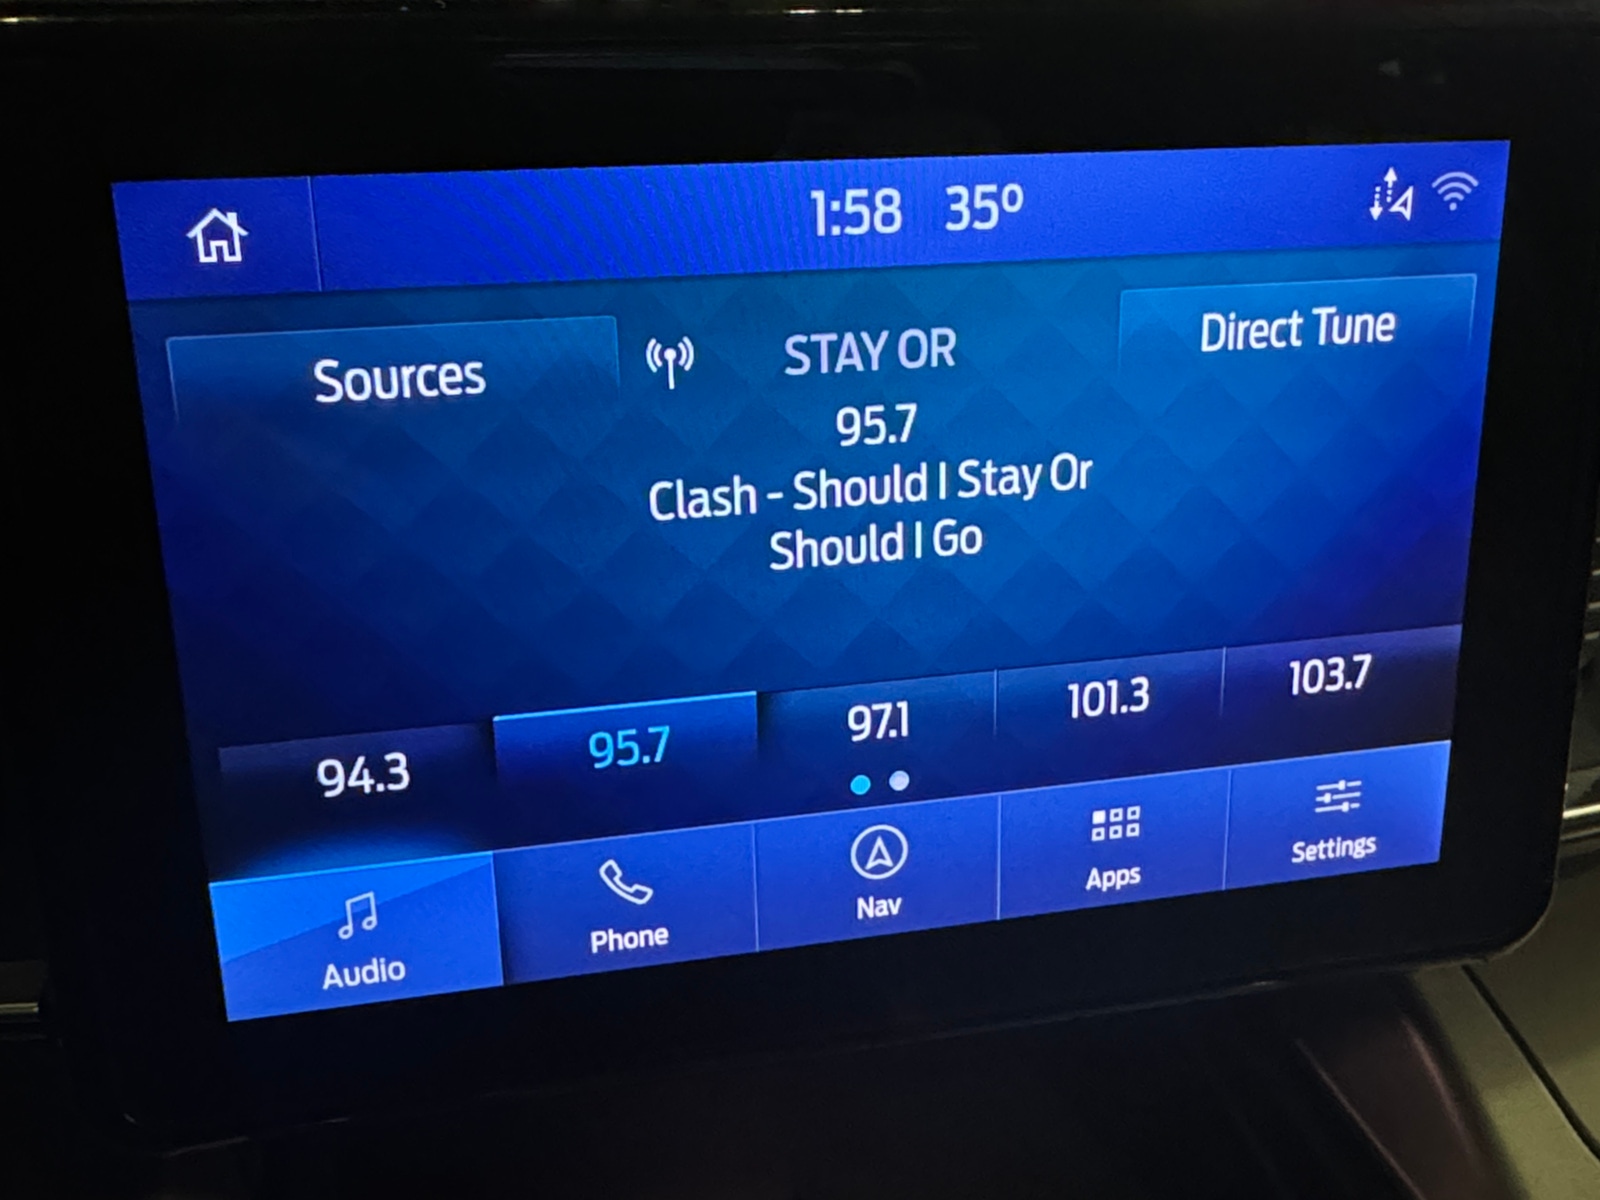 1:58 35º
Sources
STAY OR
Direct Tune
95.7
Clash - Should I Stay Or
Should I Go
94.3
95.7
97.1
101.3
103.7
Audio
Phone
Nav
Apps
Settings